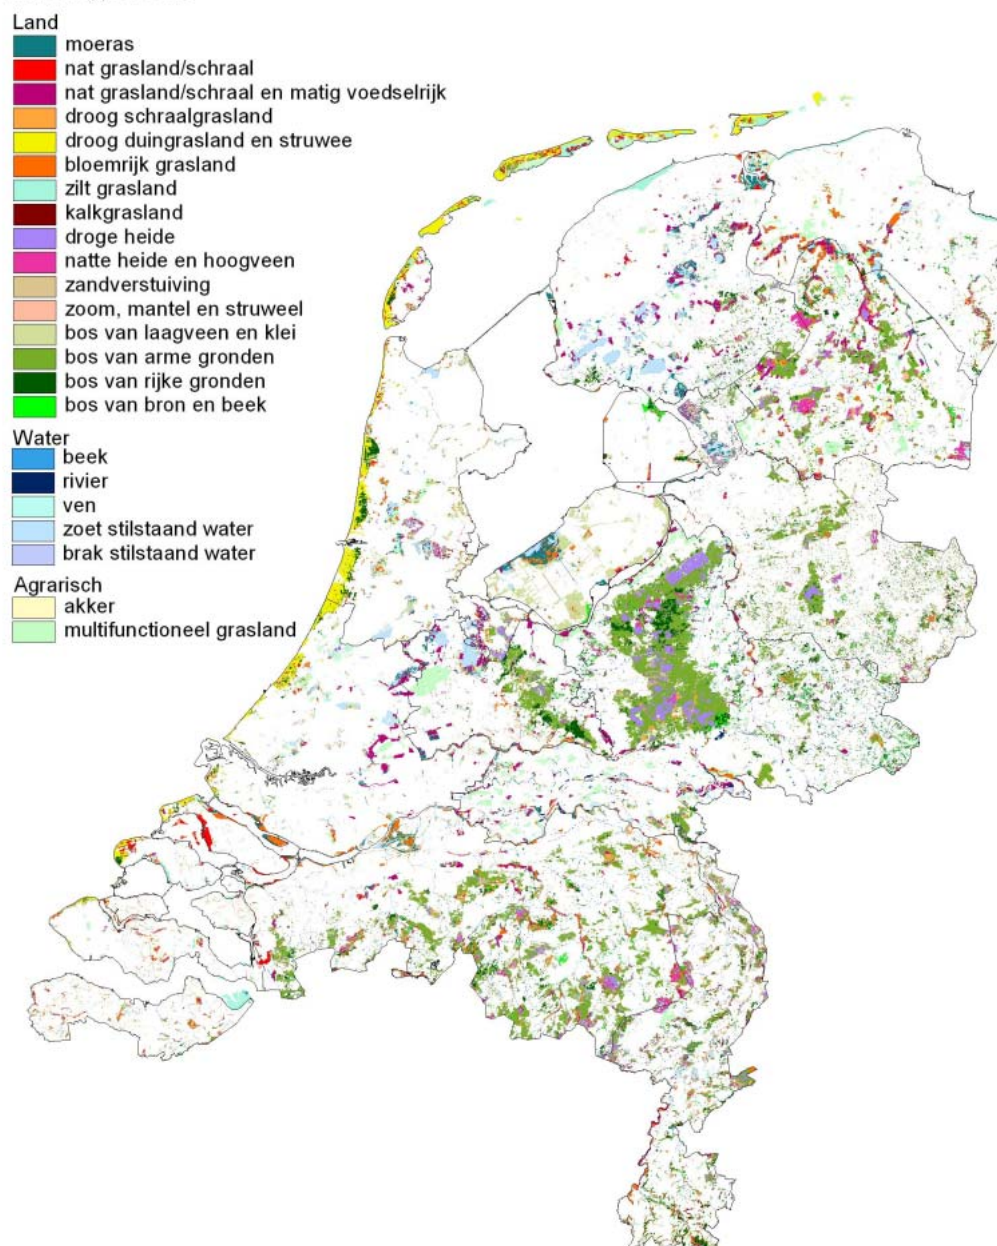 Land
moeras
nat grasland/schraal
nat grasland/schraal en matig voedselrijk
droog schraalgrasland
droog duingrasland en struwee
bloemrijk grasland
zilt grasland
kalkgrasland
droge heide
natte heide en hoogveen
zandverstuiving
zoom, mantel en struweel
bos van laagveen en klei
bos van arme gronden
bos van rijke gronden
bos van bron en beek
Water
beek
rivier
ven
zoet stilstaand water
brak stilstaand water
Agrarisch
akker
multifunctioneel grasland